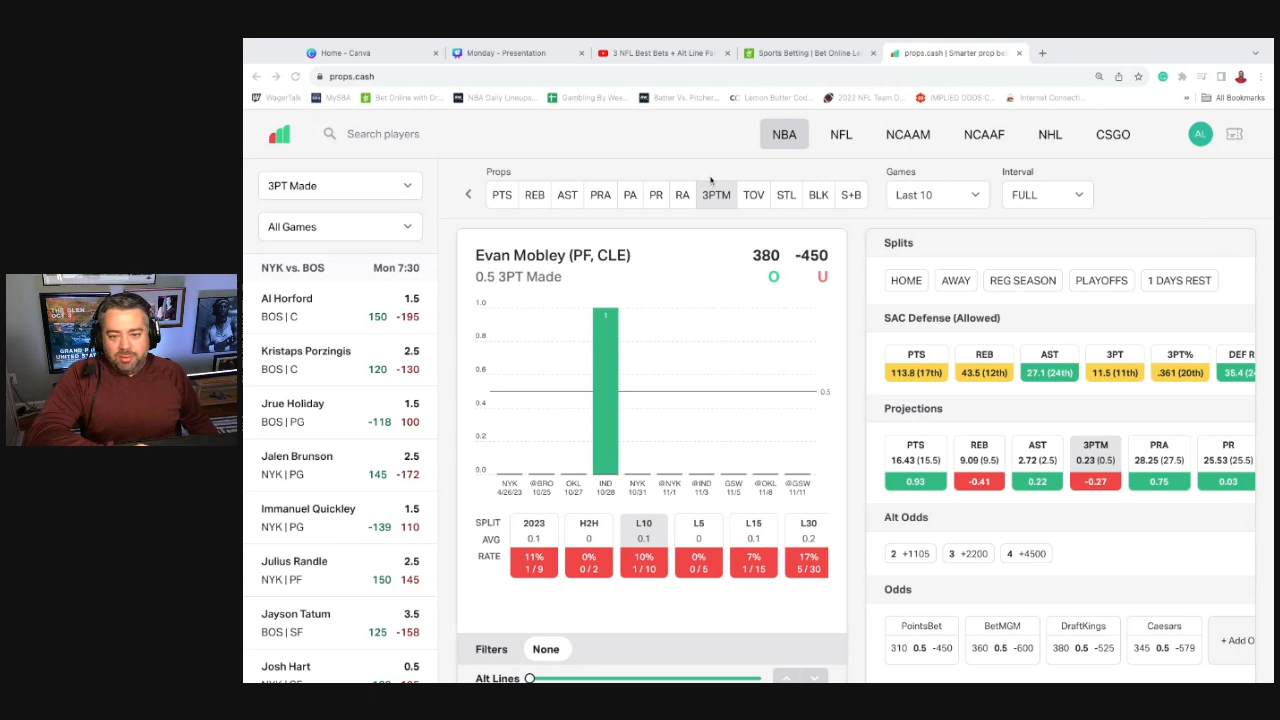 Home - Canva
Monday - Presentation
3 NFL Best Bets + Alt Line Pa
Sports Betting | Bet Online Le
props.cash | Smarter prop be
props.cash
WagerTalk
MySBA
Bet Online with Dr...
NBA Daily Lineups...
Gambling By Wee...
Batter Vs. Pitcher...
Lemon Butter Cod...
2022 NFL Team D...
IMPLIED ODDS C...
Internet Connecti...
»
All Bookmarks
Search players
NBA NFL NCAAM NCAAF NHL CSGO
AL
3PT Made
All Games
NYK vs. BOS Mon 7:30
Al Horford 1.5
BOS | C 150 -195
Kristaps Porzingis 2.5
BOS | C 120 -130
Jrue Holiday 1.5
BOS | PG -118 100
Jalen Brunson 2.5
NYK | PG 145 -172
Immanuel Quickley 1.5
NYK | PG -139 110
Julius Randle 2.5
NYK | PF 150 145
Jayson Tatum 3.5
BOS | SF 125 -158
Josh Hart 0.5
Props
PTS REB AST PRA PA PR RA 3PTM TOV STL BLK S+B
Games
Last 10
Interval
FULL
Evan Mobley (PF, CLE) 380 -450
0.5 3PT Made O U
1.0
0.8
0.6
0.4
0.2
0.0
1
0.5
NYK @BRO OKL IND NYK @NYK @IND GSW @OKL @GSW
4/26/23 10/25 10/27 10/28 10/31 11/1 11/3 11/5 11/8 11/11
SPLIT 2023 H2H L10 L5 L15 L30
AVG 0.1 0 0.1 0 0.1 0.2
RATE 11% 0% 10% 0% 7% 17%
1 / 9 0 / 2 1 / 10 0 / 5 1 / 15 5 / 30
Filters None
Alt Lines
Splits
HOME AWAY REG SEASON PLAYOFFS 1 DAYS REST
SAC Defense (Allowed)
PTS REB AST 3PT 3PT% DEF R
113.8 (17th) 43.5 (12th) 27.1 (24th) 11.5 (11th) .361 (20th) 35.4 (24
Projections
PTS REB AST 3PTM PRA PR
16.43 (15.5) 9.09 (9.5) 2.72 (2.5) 0.23 (0.5) 28.25 (27.5) 25.53 (25.5)
0.93 -0.41 0.22 -0.27 0.75 0.03
Alt Odds
2 +1105 3 +2200 4 +4500
Odds
PointsBet BetMGM DraftKings Caesars
310 0.5 -450 360 0.5 -600 380 0.5 -525 345 0.5 -579
+ Add O
THE GLEN
OCT 3
GRAND P
UNITED STAT